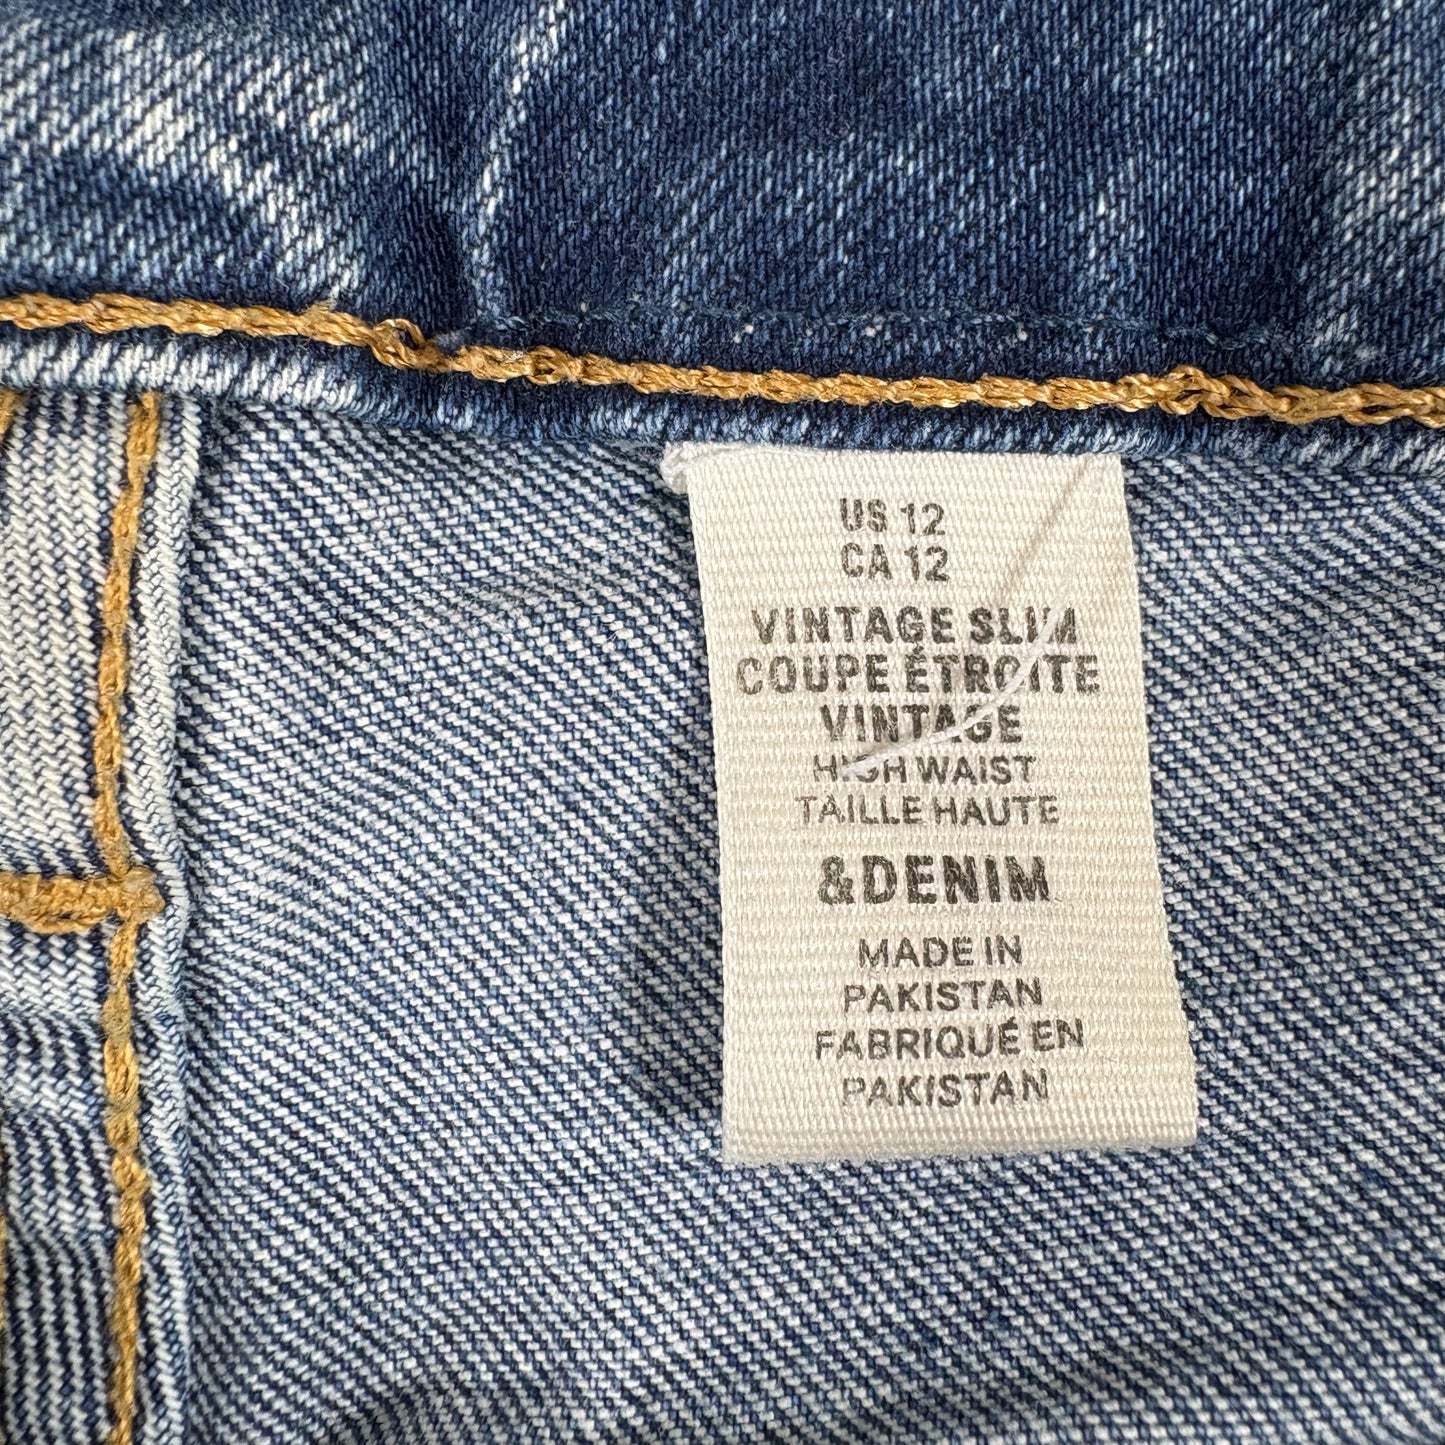 US 12
CA 12
VINTAGE SLIM
COUPE ÉTROITE
VINTAGE
HIGH WAIST
TAILLE HAUTE
&DENIM
MADE IN
PAKISTAN
FABRIQUÉ EN
PAKISTAN